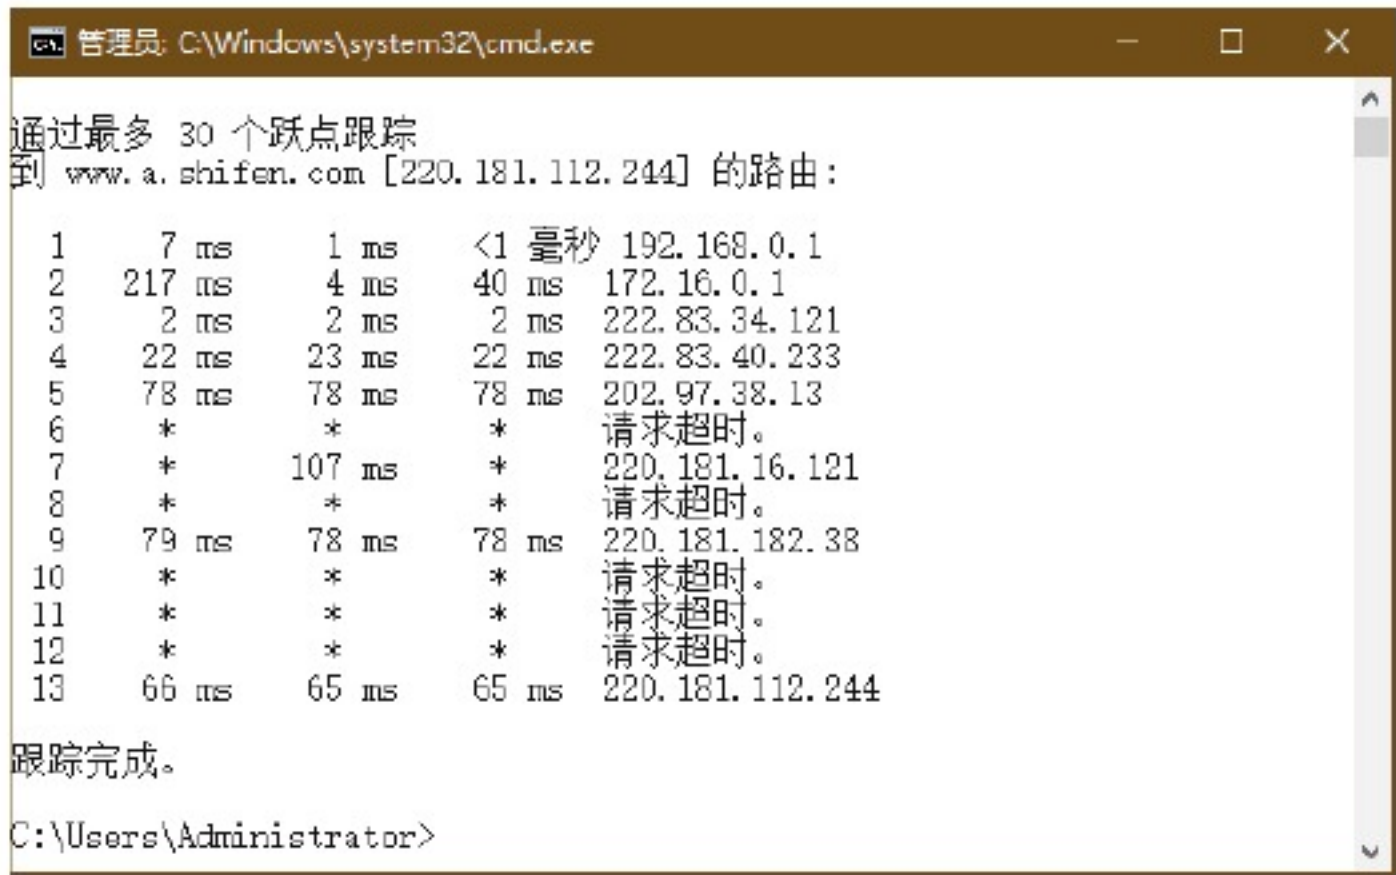 管理员: C:\Windows\system32\cmd.exe
通过最多 30 个跃点跟踪
到 www.a.shifen.com [220.181.112.244] 的路由:
1 7 ms 1 ms <1 毫秒 192.168.0.1
2 217 ms 4 ms 40 ms 172.16.0.1
3 2 ms 2 ms 2 ms 222.83.34.121
4 22 ms 23 ms 22 ms 222.83.40.233
5 78 ms 78 ms 78 ms 202.97.38.13
6 * * * 请求超时。
7 * 107 ms * 220.181.16.121
8 * * * 请求超时。
9 79 ms 78 ms 78 ms 220.181.182.38
10 * * * 请求超时。
11 * * * 请求超时。
12 * * * 请求超时。
13 66 ms 65 ms 65 ms 220.181.112.244
跟踪完成。
C:\Users\Administrator>